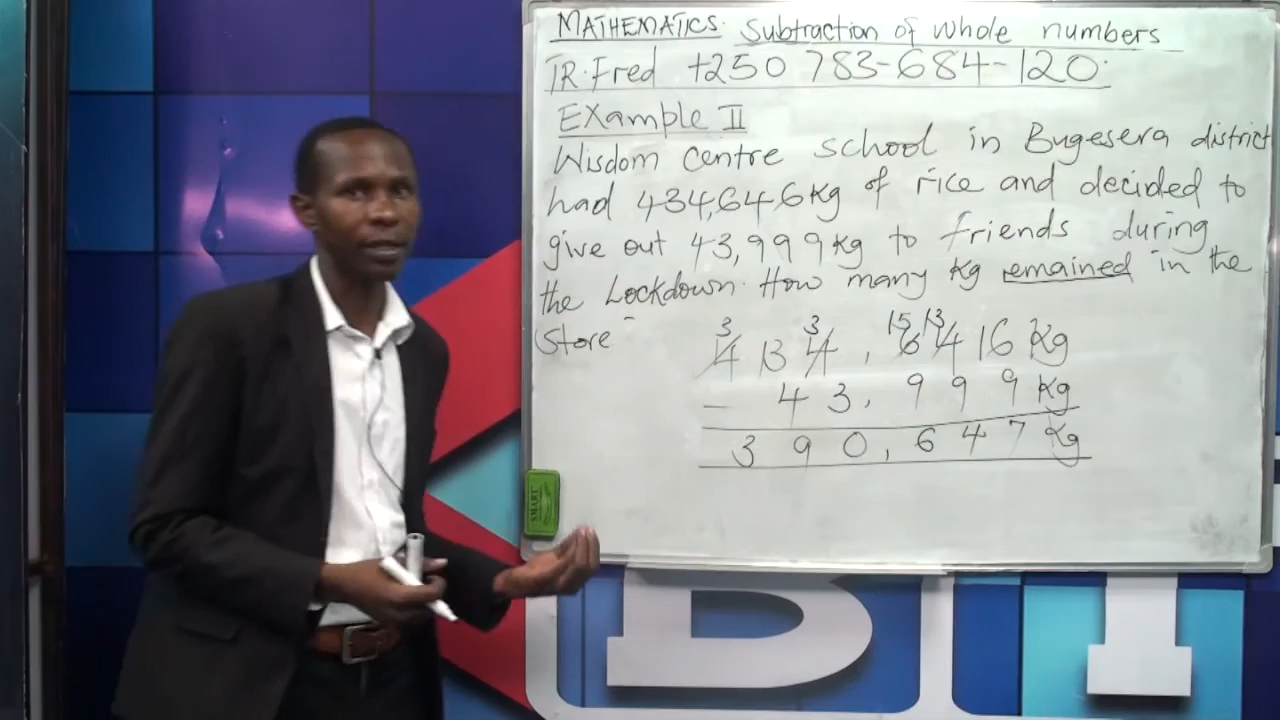 MATHEMATICS: Subtraction of whole numbers
TR.Fred +250 783-684-120.
EXample II
Wisdom Centre school in Bugesera district
had 434,646Kg of rice and decided to
give out 43,999Kg to friends during
the Lockdown. How many Kg remained in the
Store
3 3 15 13
4 13 4 , 6 4 16 Kg
- 43, 9 9 9 Kg
3 9 0, 6 4 7 Kg
SMART